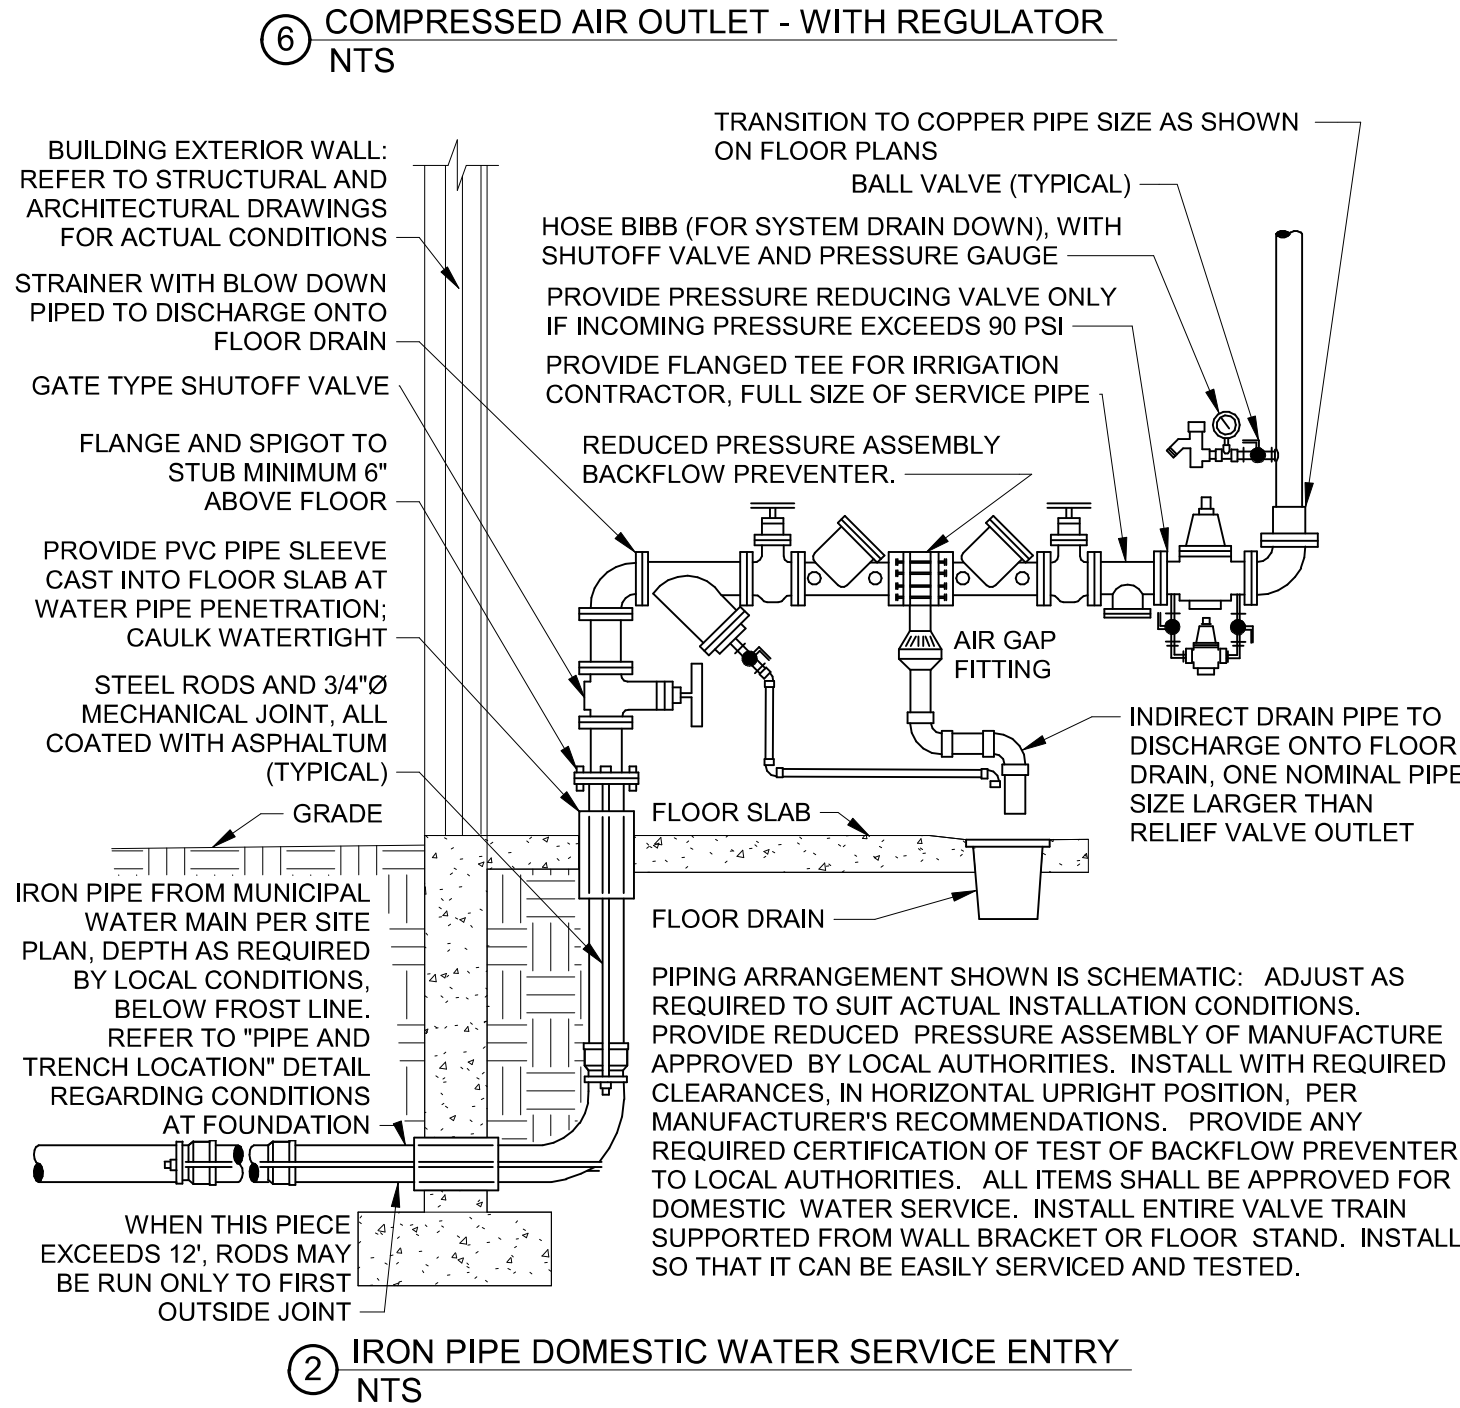 6 COMPRESSED AIR OUTLET - WITH REGULATOR
NTS
BUILDING EXTERIOR WALL:
REFER TO STRUCTURAL AND
ARCHITECTURAL DRAWINGS
FOR ACTUAL CONDITIONS
STRAINER WITH BLOW DOWN
PIPED TO DISCHARGE ONTO
FLOOR DRAIN
GATE TYPE SHUTOFF VALVE
FLANGE AND SPIGOT TO
STUB MINIMUM 6"
ABOVE FLOOR
PROVIDE PVC PIPE SLEEVE
CAST INTO FLOOR SLAB AT
WATER PIPE PENETRATION;
CAULK WATERTIGHT
STEEL RODS AND 3/4"Ø
MECHANICAL JOINT, ALL
COATED WITH ASPHALTUM
(TYPICAL)
GRADE
IRON PIPE FROM MUNICIPAL
WATER MAIN PER SITE
PLAN, DEPTH AS REQUIRED
BY LOCAL CONDITIONS,
BELOW FROST LINE.
REFER TO "PIPE AND
TRENCH LOCATION" DETAIL
REGARDING CONDITIONS
AT FOUNDATION
WHEN THIS PIECE
EXCEEDS 12', RODS MAY
BE RUN ONLY TO FIRST
OUTSIDE JOINT
TRANSITION TO COPPER PIPE SIZE AS SHOWN
ON FLOOR PLANS
BALL VALVE (TYPICAL)
HOSE BIBB (FOR SYSTEM DRAIN DOWN), WITH
SHUTOFF VALVE AND PRESSURE GAUGE
PROVIDE PRESSURE REDUCING VALVE ONLY
IF INCOMING PRESSURE EXCEEDS 90 PSI
PROVIDE FLANGED TEE FOR IRRIGATION
CONTRACTOR, FULL SIZE OF SERVICE PIPE
REDUCED PRESSURE ASSEMBLY
BACKFLOW PREVENTER.
AIR GAP
FITTING
INDIRECT DRAIN PIPE TO
DISCHARGE ONTO FLOOR
DRAIN, ONE NOMINAL PIPE
SIZE LARGER THAN
RELIEF VALVE OUTLET
FLOOR SLAB
FLOOR DRAIN
PIPING ARRANGEMENT SHOWN IS SCHEMATIC: ADJUST AS
REQUIRED TO SUIT ACTUAL INSTALLATION CONDITIONS.
PROVIDE REDUCED PRESSURE ASSEMBLY OF MANUFACTURE
APPROVED BY LOCAL AUTHORITIES. INSTALL WITH REQUIRED
CLEARANCES, IN HORIZONTAL UPRIGHT POSITION, PER
MANUFACTURER'S RECOMMENDATIONS. PROVIDE ANY
REQUIRED CERTIFICATION OF TEST OF BACKFLOW PREVENTER
TO LOCAL AUTHORITIES. ALL ITEMS SHALL BE APPROVED FOR
DOMESTIC WATER SERVICE. INSTALL ENTIRE VALVE TRAIN
SUPPORTED FROM WALL BRACKET OR FLOOR STAND. INSTALL
SO THAT IT CAN BE EASILY SERVICED AND TESTED.
2 IRON PIPE DOMESTIC WATER SERVICE ENTRY
NTS